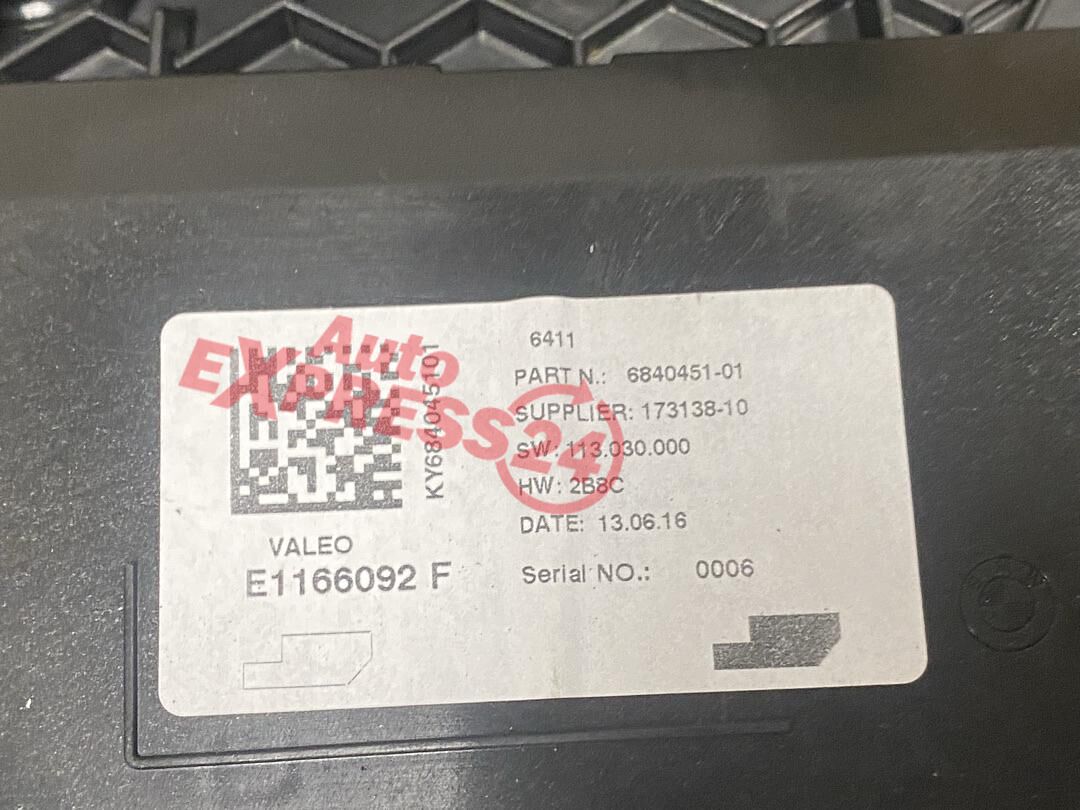 6411
PART N.: 6840451-01
SUPPLIER: 173138-10
SW: 113.030.000
HW: 2B8C
DATE: 13.06.16
Serial NO.: 0006
KY684045101
VALEO
E1166092 F
Auto
EXPRESS24